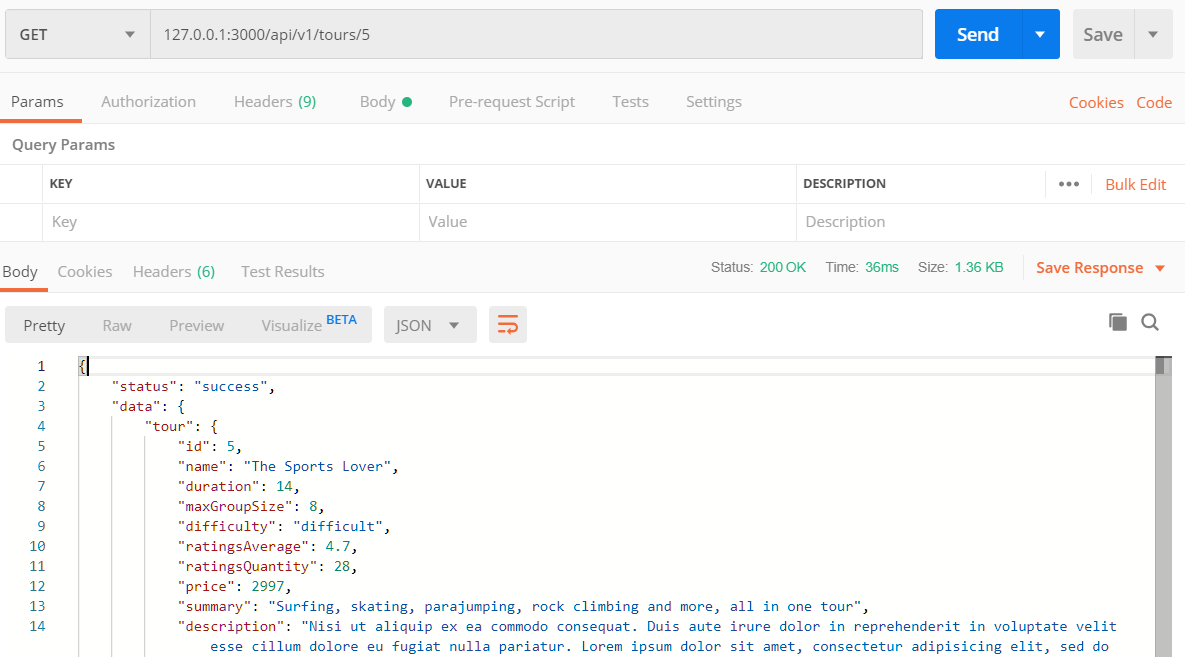 GET 127.0.0.1:3000/api/v1/tours/5 Send Save
Params Authorization Headers (9) Body Pre-request Script Tests Settings Cookies Code
Query Params
KEY VALUE DESCRIPTION ••• Bulk Edit
Key Value Description
Body Cookies Headers (6) Test Results Status: 200 OK Time: 36ms Size: 1.36 KB Save Response
Pretty Raw Preview Visualize BETA JSON
1 {
2 "status": "success",
3 "data": {
4 "tour": {
5 "id": 5,
6 "name": "The Sports Lover",
7 "duration": 14,
8 "maxGroupSize": 8,
9 "difficulty": "difficult",
10 "ratingsAverage": 4.7,
11 "ratingsQuantity": 28,
12 "price": 2997,
13 "summary": "Surfing, skating, parajumping, rock climbing and more, all in one tour",
14 "description": "Nisi ut aliquip ex ea commodo consequat. Duis aute irure dolor in reprehenderit in voluptate velit
esse cillum dolore eu fugiat nulla pariatur. Lorem ipsum dolor sit amet, consectetur adipisicing elit, sed do